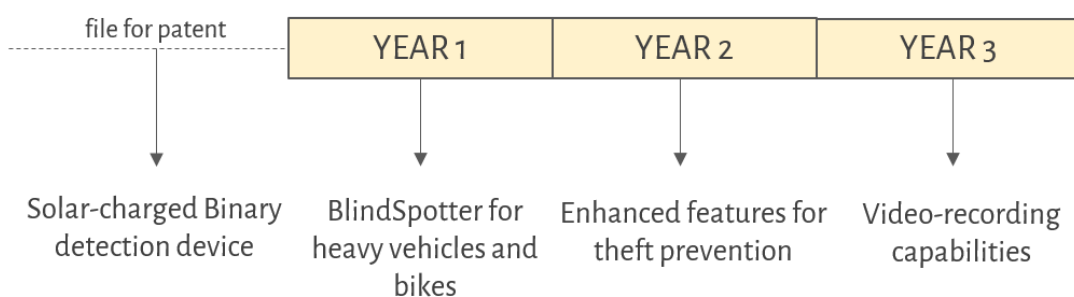 file for patent
YEAR 1
YEAR 2
YEAR 3
Solar-charged Binary
detection device
BlindSpotter for
heavy vehicles and
bikes
Enhanced features for
theft prevention
Video-recording
capabilities